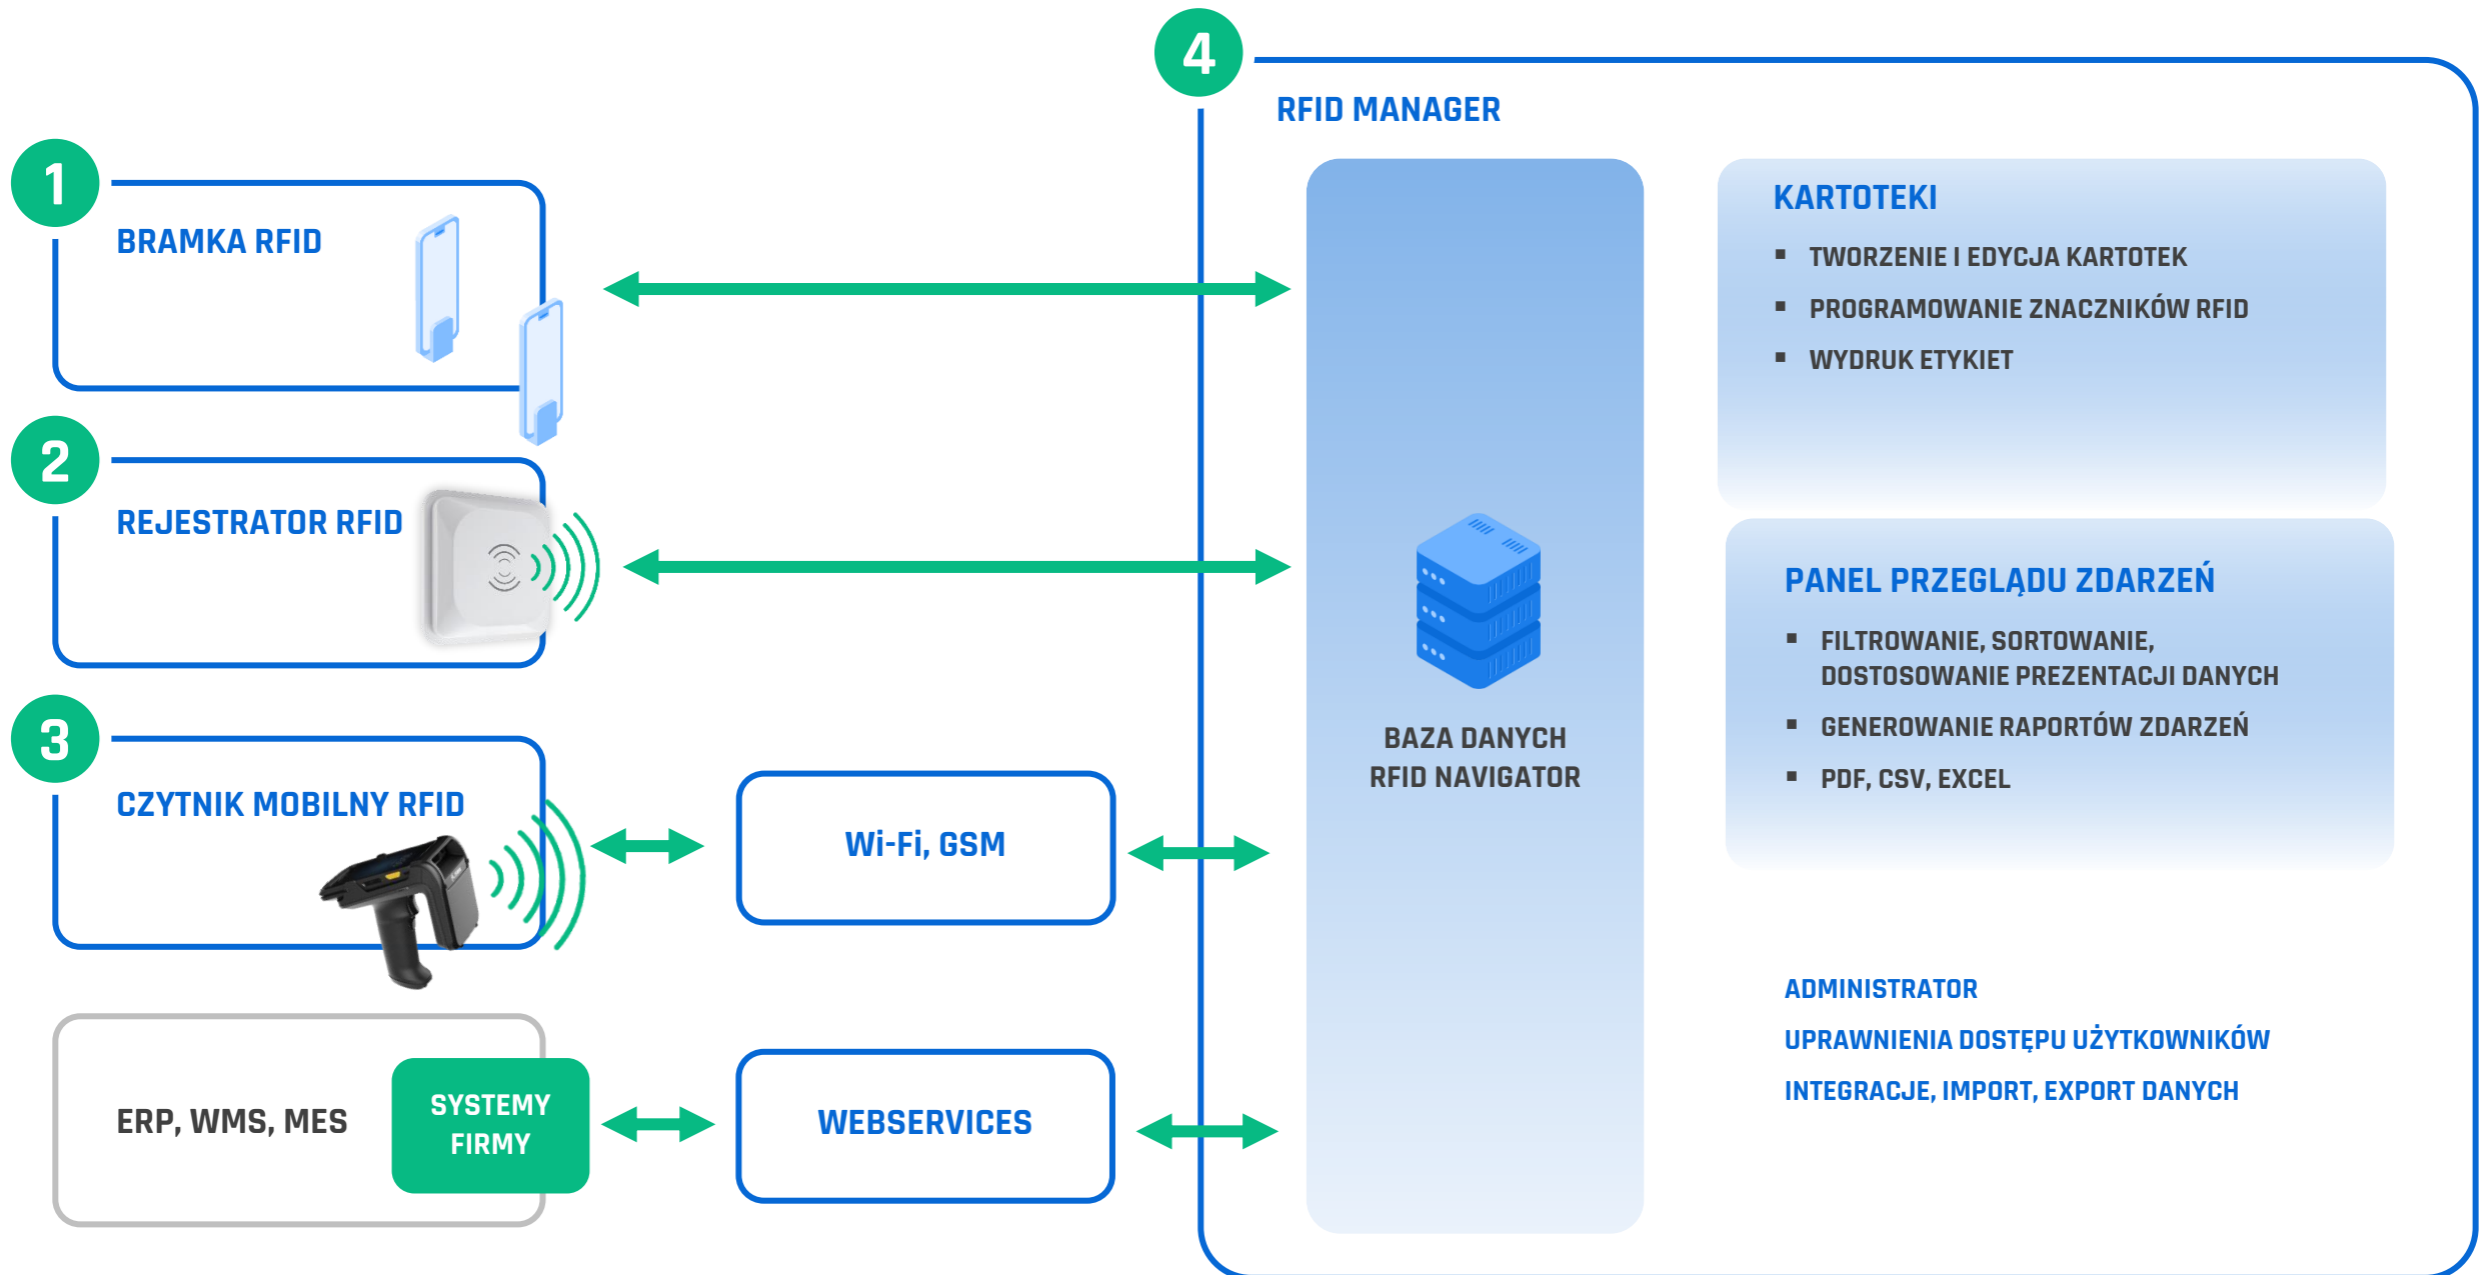 1
BRAMKA RFID
2
REJESTRATOR RFID
3
CZYTNIK MOBILNY RFID
Wi-Fi, GSM
ERP, WMS, MES
SYSTEMY
FIRMY
WEBSERVICES
4
RFID MANAGER
BAZA DANYCH
RFID NAVIGATOR
KARTOTEKI
▪ TWORZENIE I EDYCJA KARTOTEK
▪ PROGRAMOWANIE ZNACZNIKÓW RFID
▪ WYDRUK ETYKIET
PANEL PRZEGLĄDU ZDARZEŃ
▪ FILTROWANIE, SORTOWANIE,
DOSTOSOWANIE PREZENTACJI DANYCH
▪ GENEROWANIE RAPORTÓW ZDARZEŃ
▪ PDF, CSV, EXCEL
ADMINISTRATOR
UPRAWNIENIA DOSTĘPU UŻYTKOWNIKÓW
INTEGRACJE, IMPORT, EXPORT DANYCH